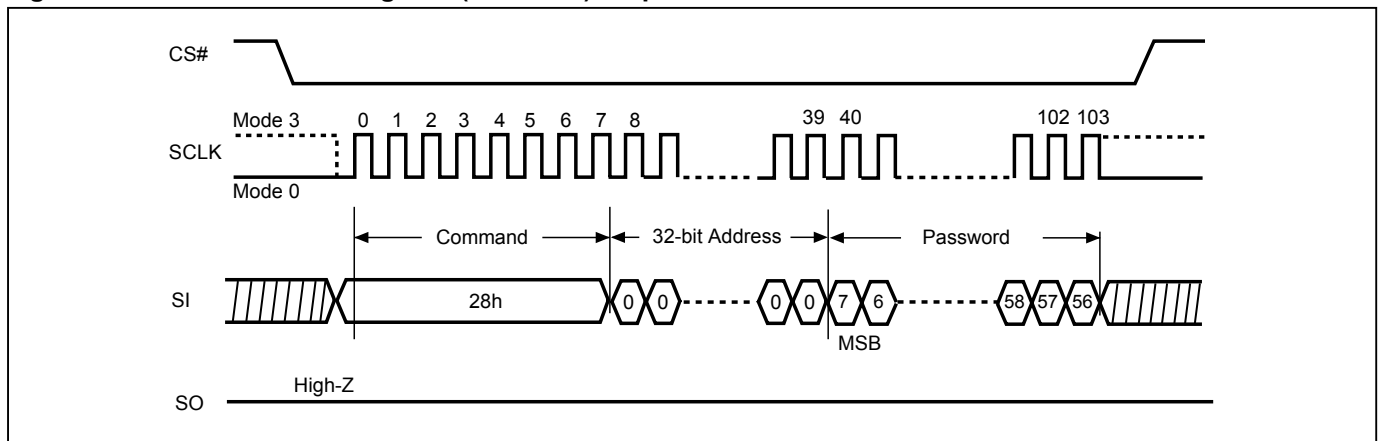 CS#
Mode 3 0 1 2 3 4 5 6 7 8 39 40 102 103
SCLK
Mode 0
Command 32-bit Address Password
SI 28h 0 0 0 0 7 6 58 57 56
MSB
High-Z
SO